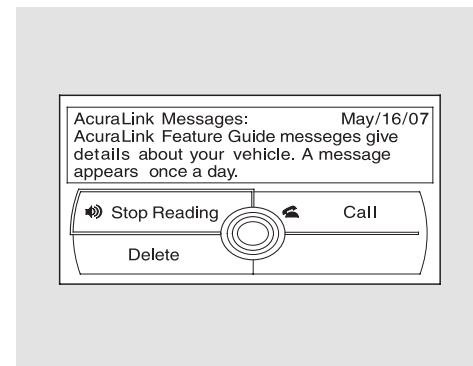 AcuraLink Messages: May/16/07
AcuraLink Feature Guide messeges give
details about your vehicle. A message
appears once a day.
Stop Reading Call
Delete